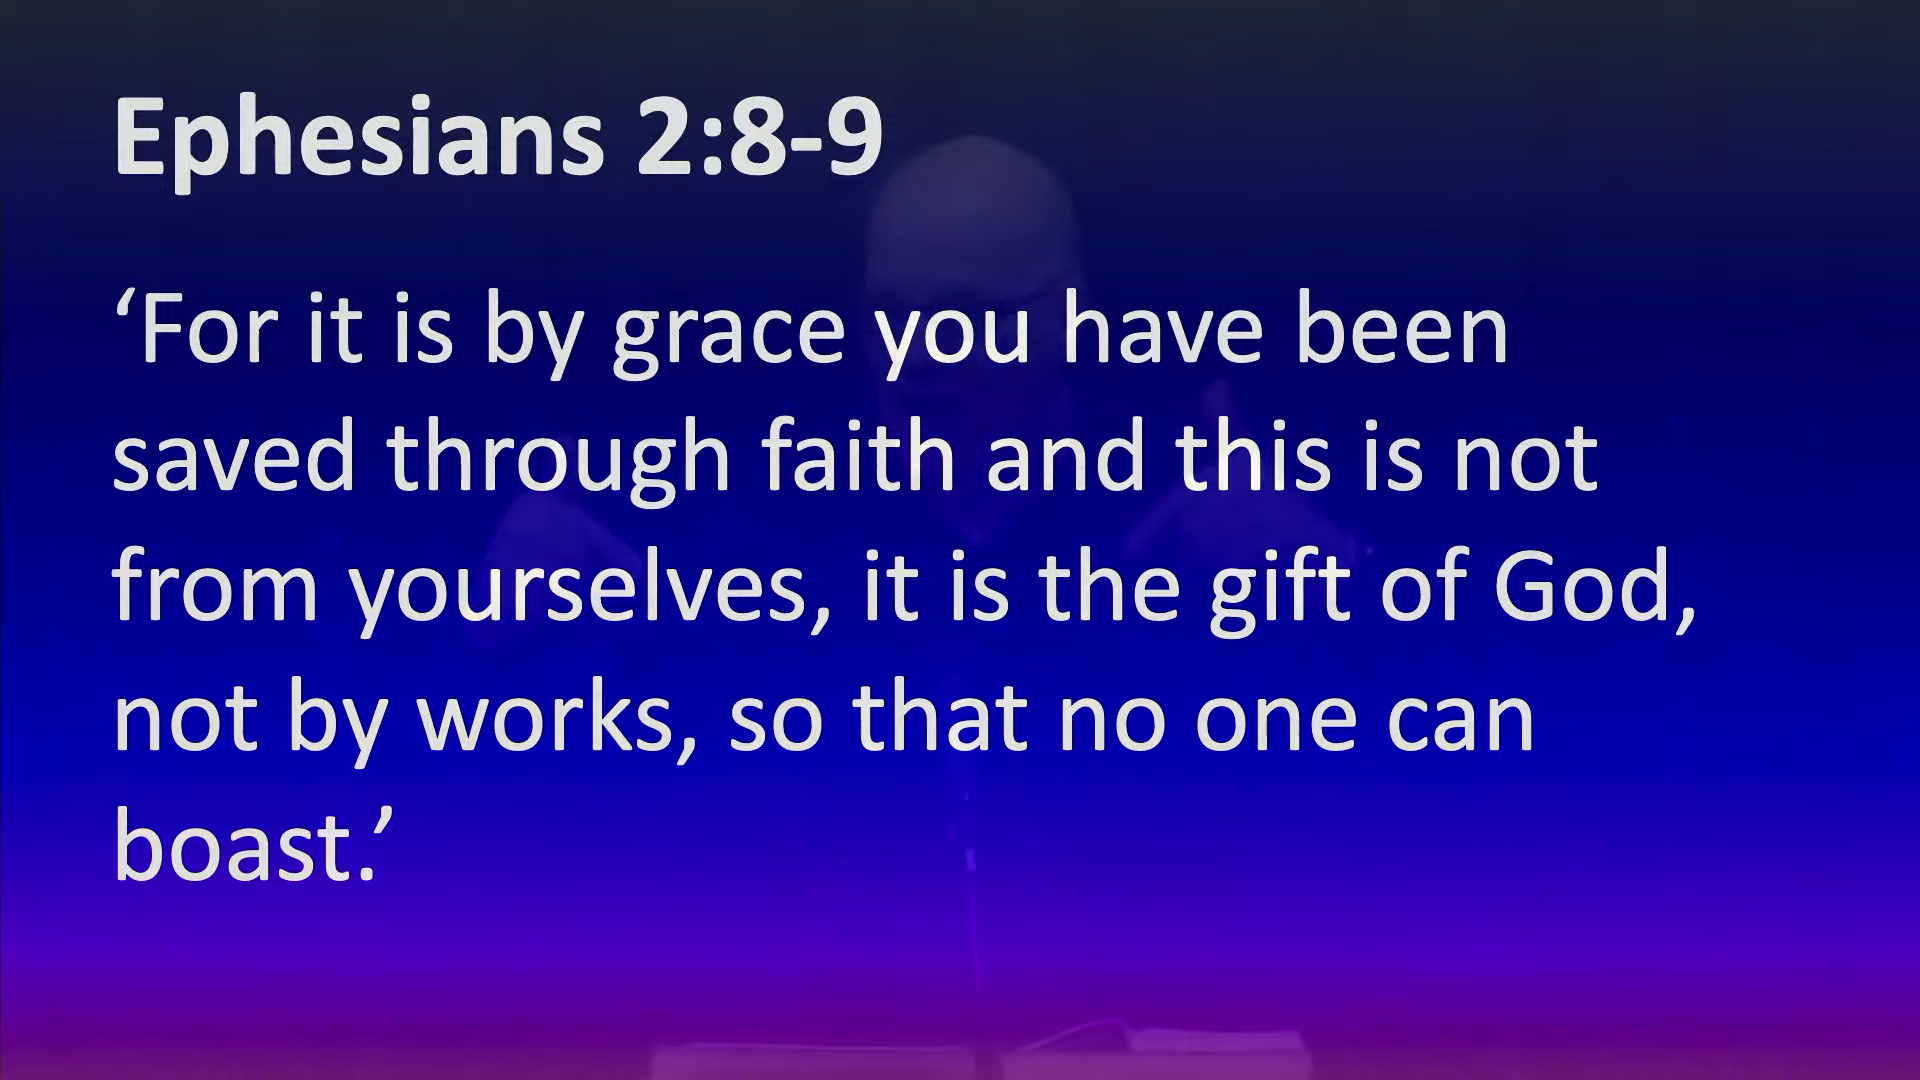 Ephesians 2:8-9
‘For it is by grace you have been
saved through faith and this is not
from yourselves, it is the gift of God,
not by works, so that no one can
boast.’